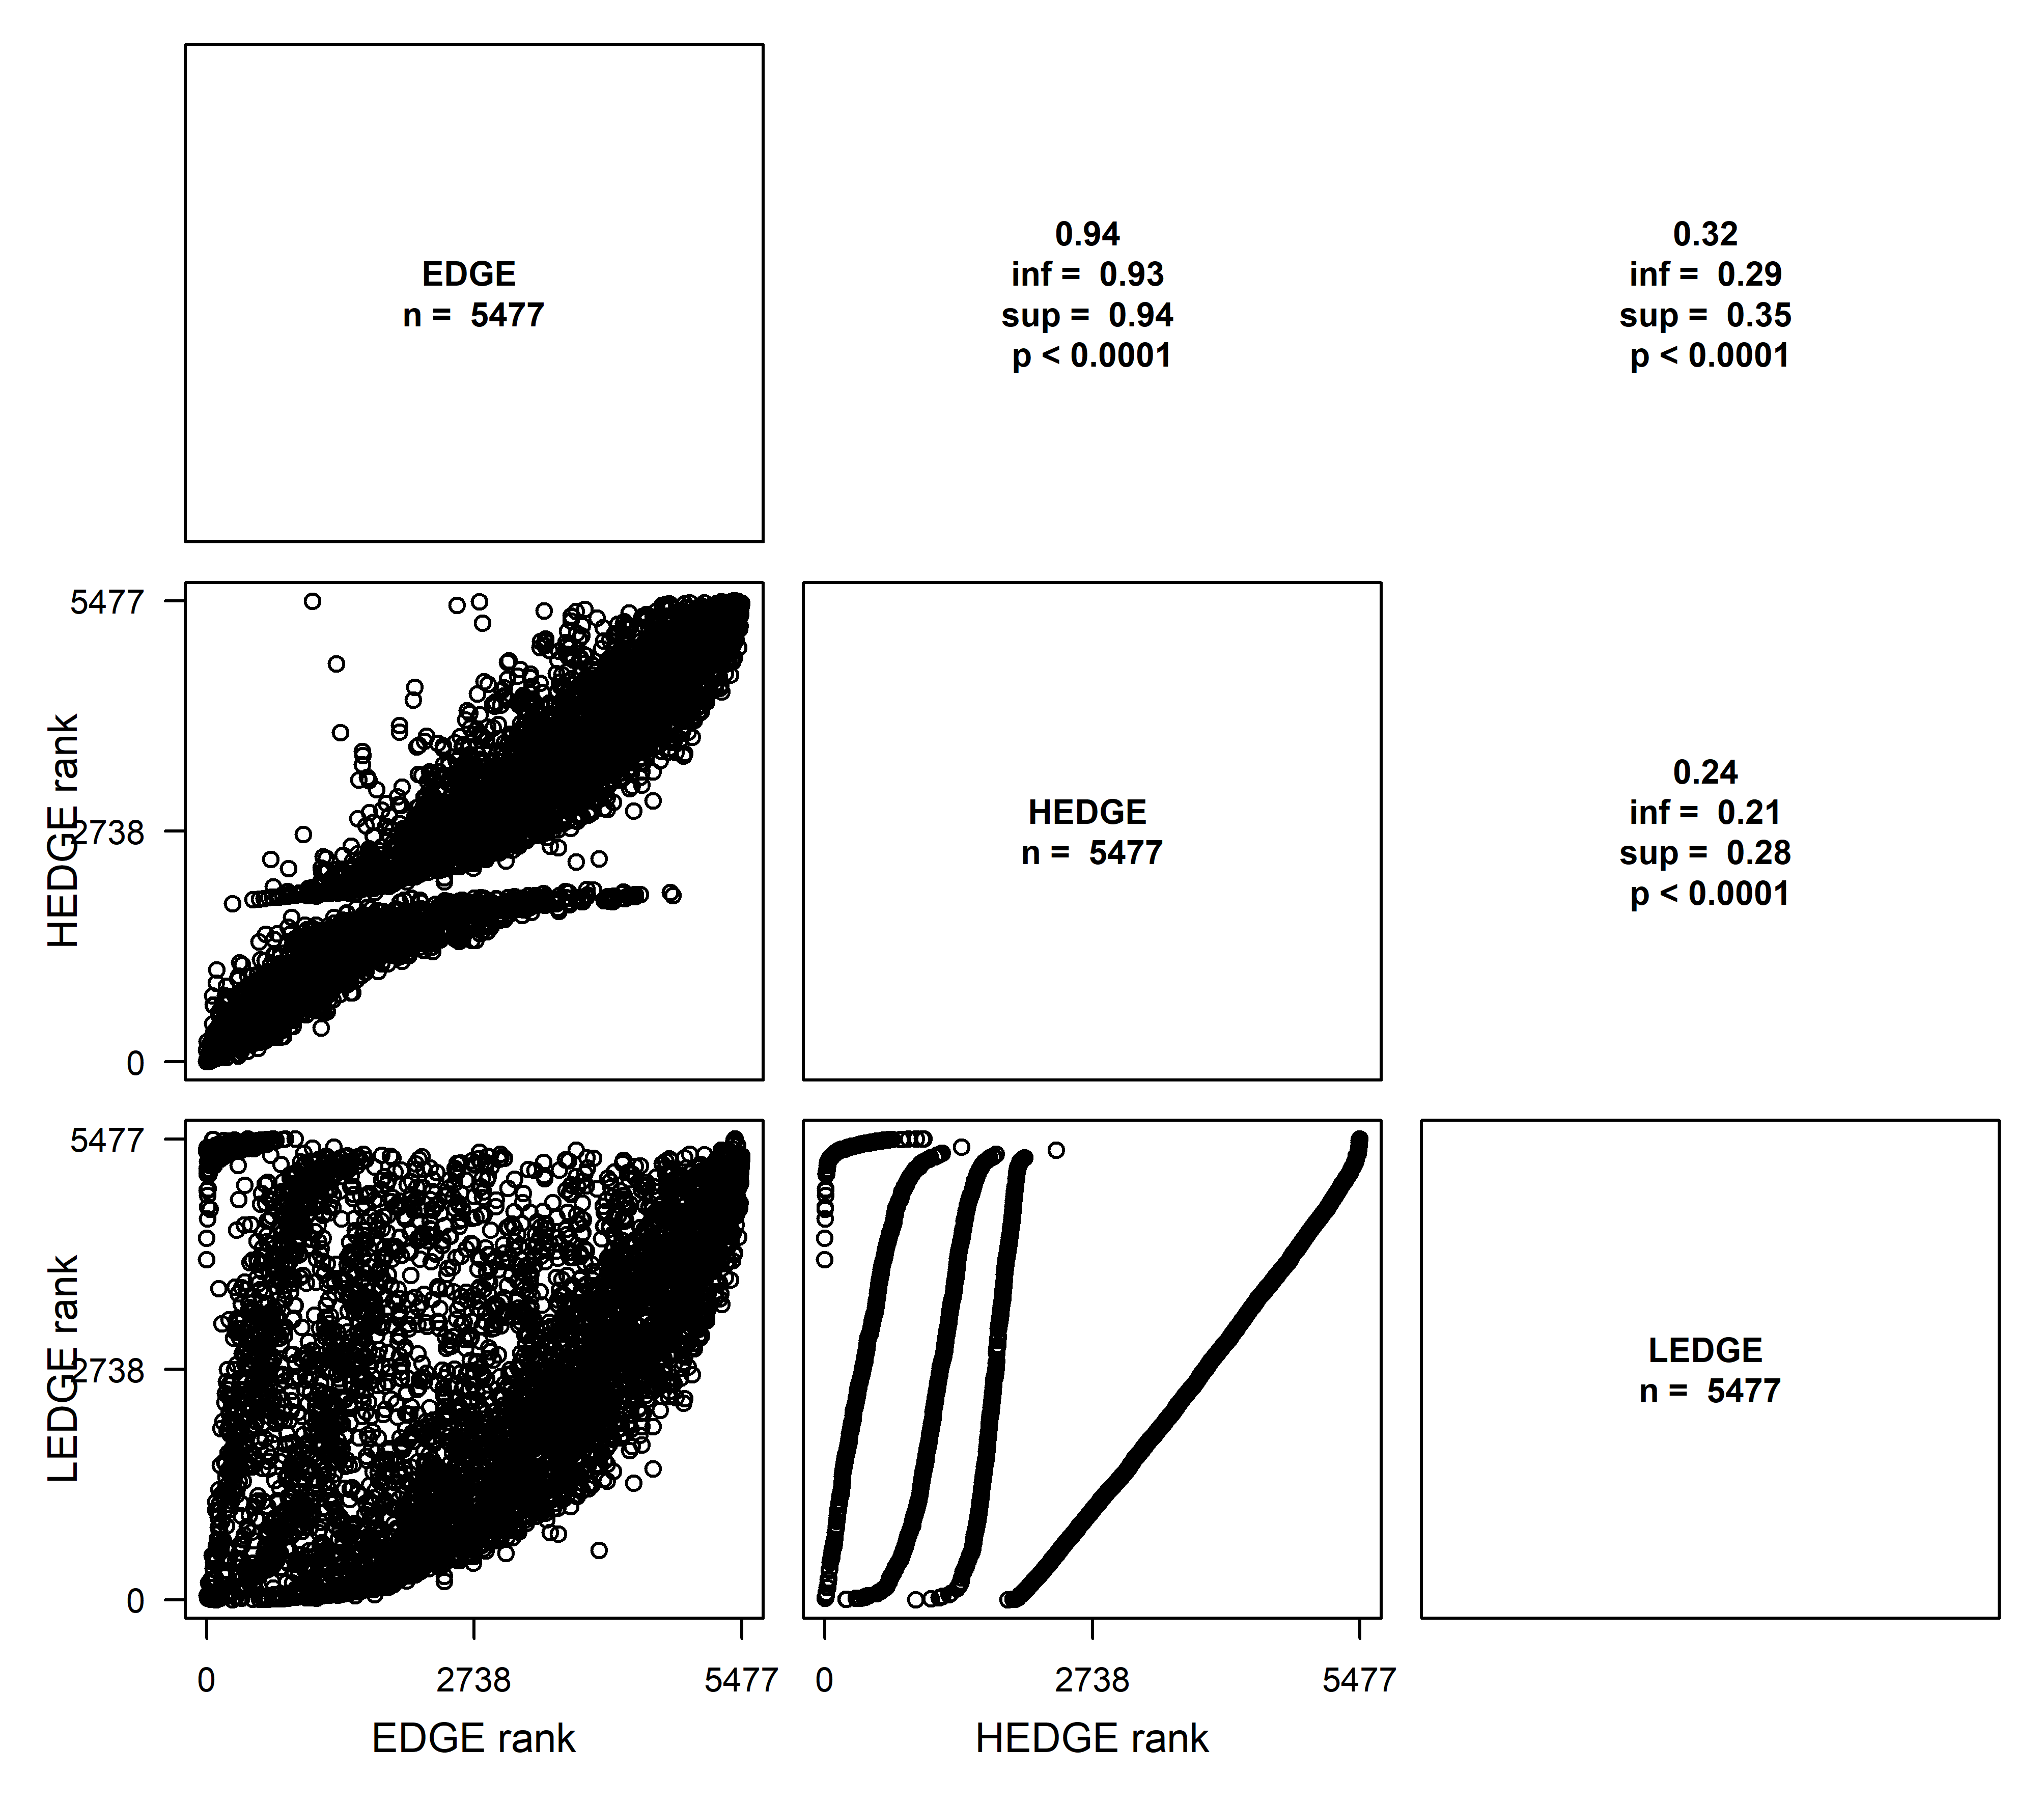 EDGE
n = 5477
0.94
inf = 0.93
sup = 0.94
p < 0.0001
0.32
inf = 0.29
sup = 0.35
p < 0.0001
HEDGE rank
5477
2738
0
HEDGE
n = 5477
0.24
inf = 0.21
sup = 0.28
p < 0.0001
LEDGE rank
5477
2738
0
LEDGE
n = 5477
0
2738
5477
0
2738
5477
EDGE rank
HEDGE rank